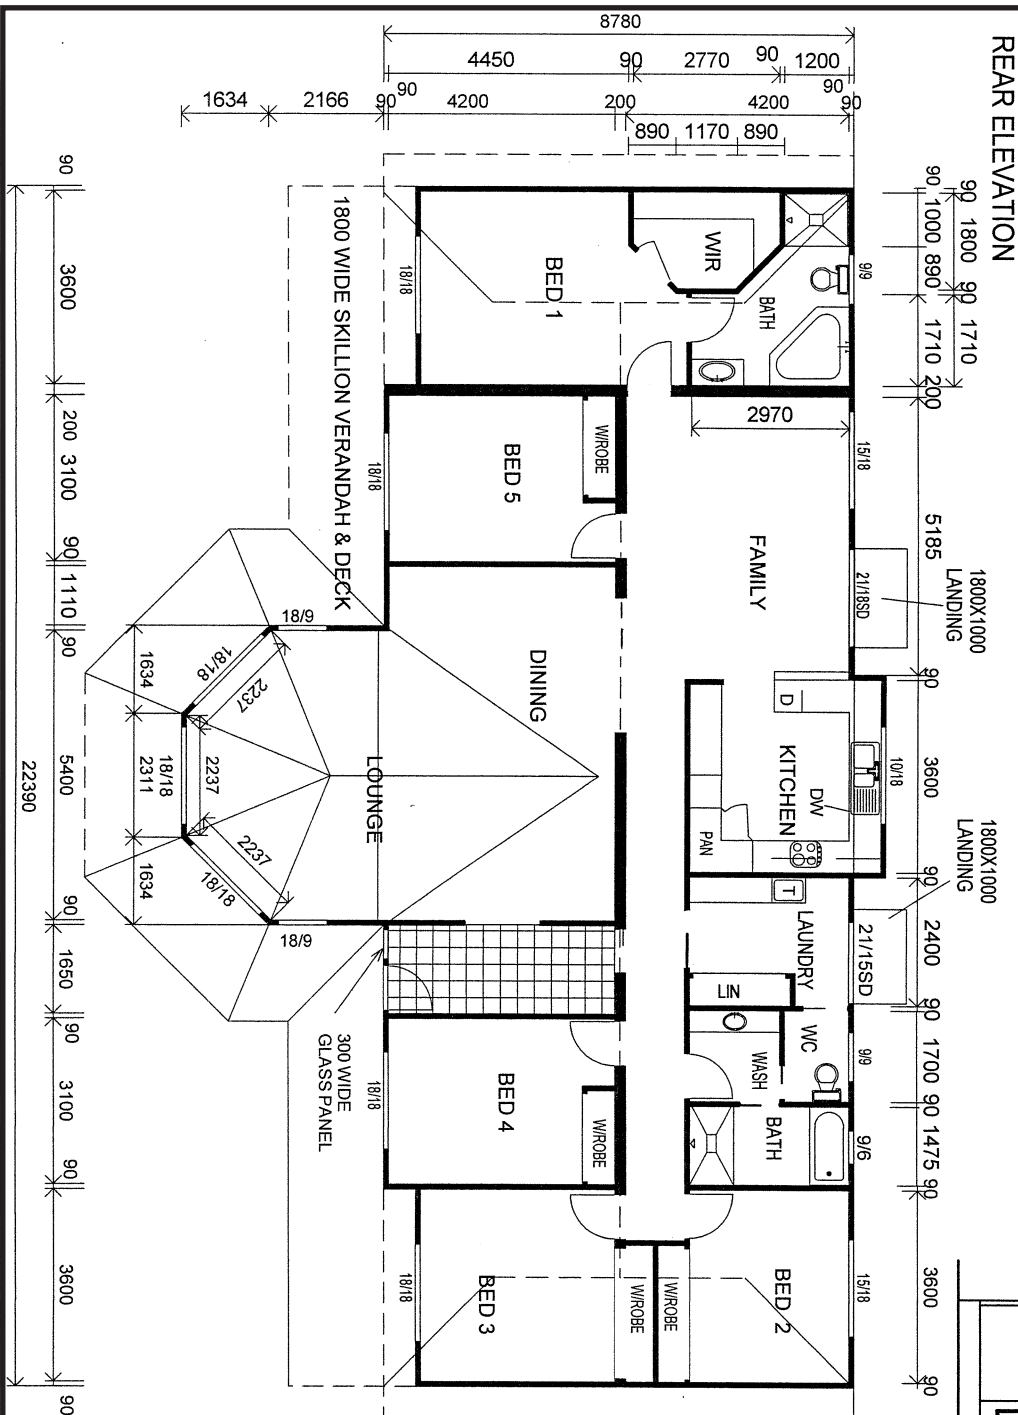 REAR ELEVATION
8780
4450
90
2770
90
1200
1634
2166
90
90
4200
200
4200
90
90
890
1170
890
90
1000
890
90
1710
200
5185
90
3600
90
2400
90
1700
90
1475
90
3600
90
90
1800
1710
1800X1000
LANDING
1800X1000
LANDING
9/9
15/18
21/18SD
10/18
21/15SD
9/9
9/6
15/18
WIR
BATH
BED 1
18/18
2970
FAMILY
W/ROBE
BED 5
18/18
DINING
LOUNGE
D
KITCHEN
DW
PAN
T
LAUNDRY
LIN
WC
WASH
BATH
BED 4
W/ROBE
18/18
BED 2
W/ROBE
W/ROBE
BED 3
18/18
1800 WIDE SKILLION VERANDAH & DECK
300 WIDE
GLASS PANEL
18/9
18/18
2237
2237
18/18
2311
2237
18/18
18/9
1634
1634
90
3600
200
3100
90
1110
90
5400
90
1650
90
3100
90
3600
90
22390